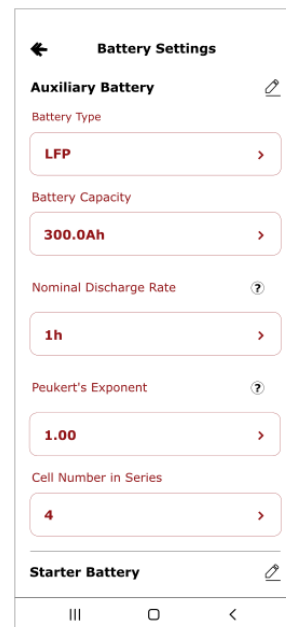 Battery Settings
Auxiliary Battery
Battery Type
LFP
Battery Capacity
300.0Ah
Nominal Discharge Rate ?
1h
Peukert's Exponent ?
1.00
Cell Number in Series
4
Starter Battery